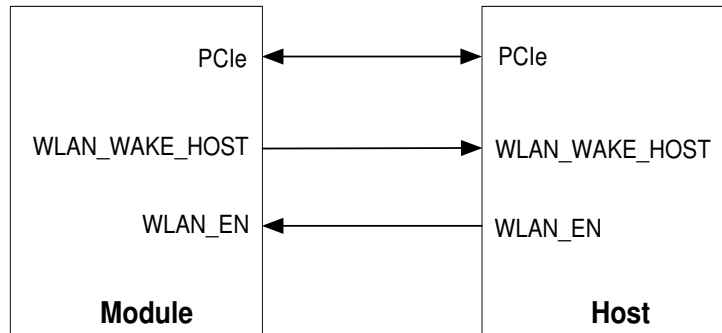 PCIe PCIe
WLAN_WAKE_HOST WLAN_WAKE_HOST
WLAN_EN WLAN_EN
Module Host